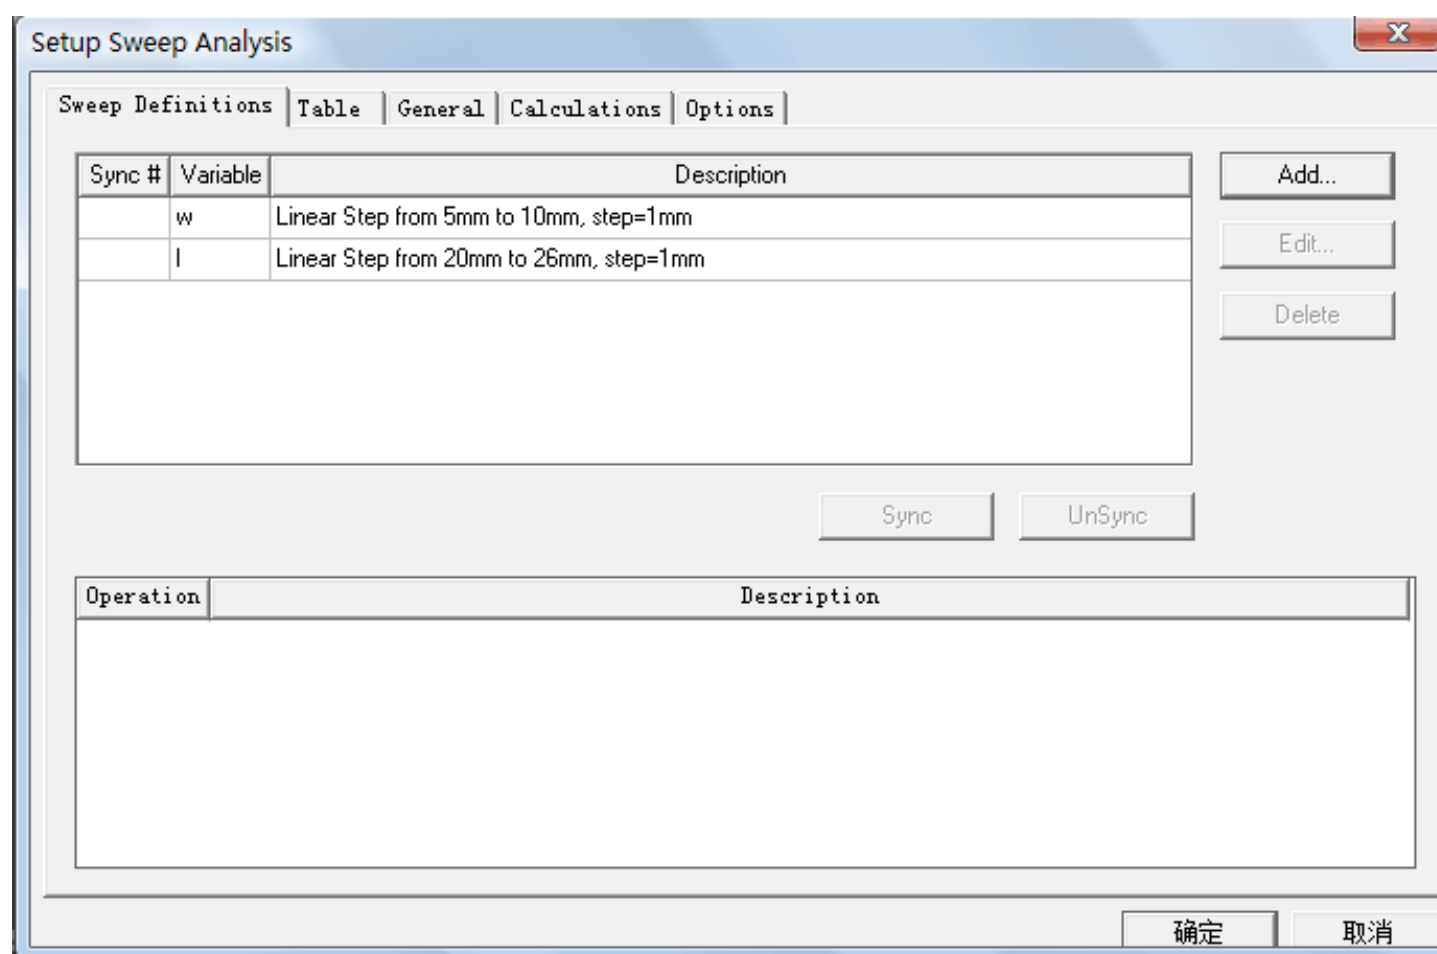 Setup Sweep Analysis
Sweep Definitions Table General Calculations Options
Sync # Variable Description Add...
w Linear Step from 5mm to 10mm, step=1mm
Edit...
l Linear Step from 20mm to 26mm, step=1mm
Delete
Sync UnSync
Operation Description
确定 取消